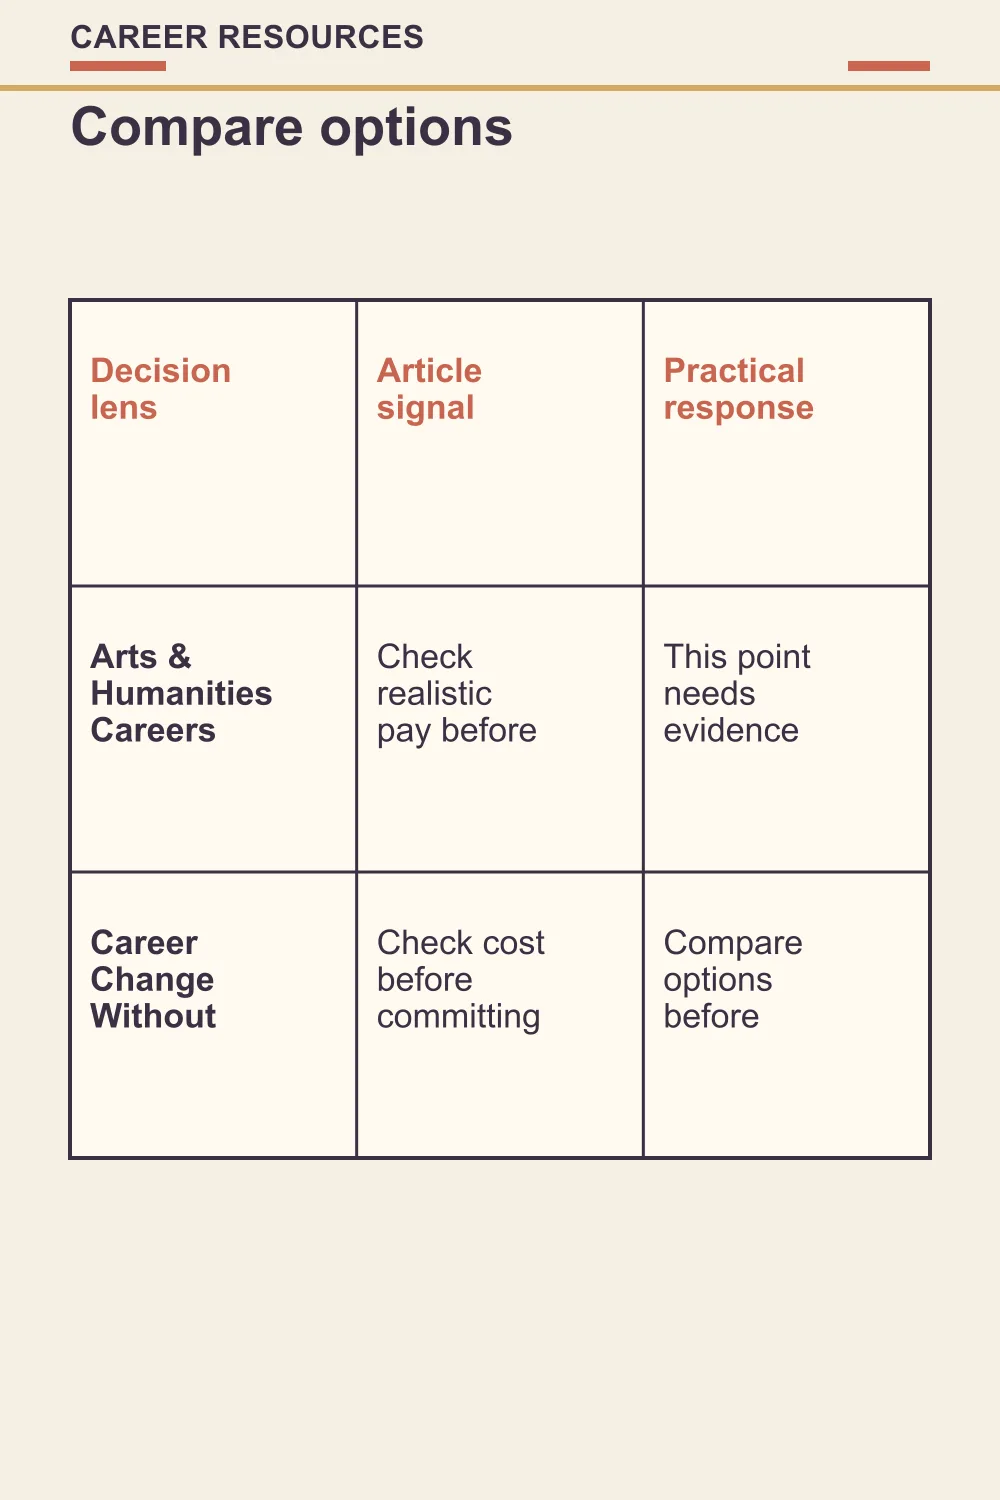 CAREER RESOURCES
Compare options
Decision
lens
Article
signal
Practical
response
Arts &
Humanities
Careers
Check
realistic
pay before
This point
needs
evidence
Career
Change
Without
Check cost
before
committing
Compare
options
before